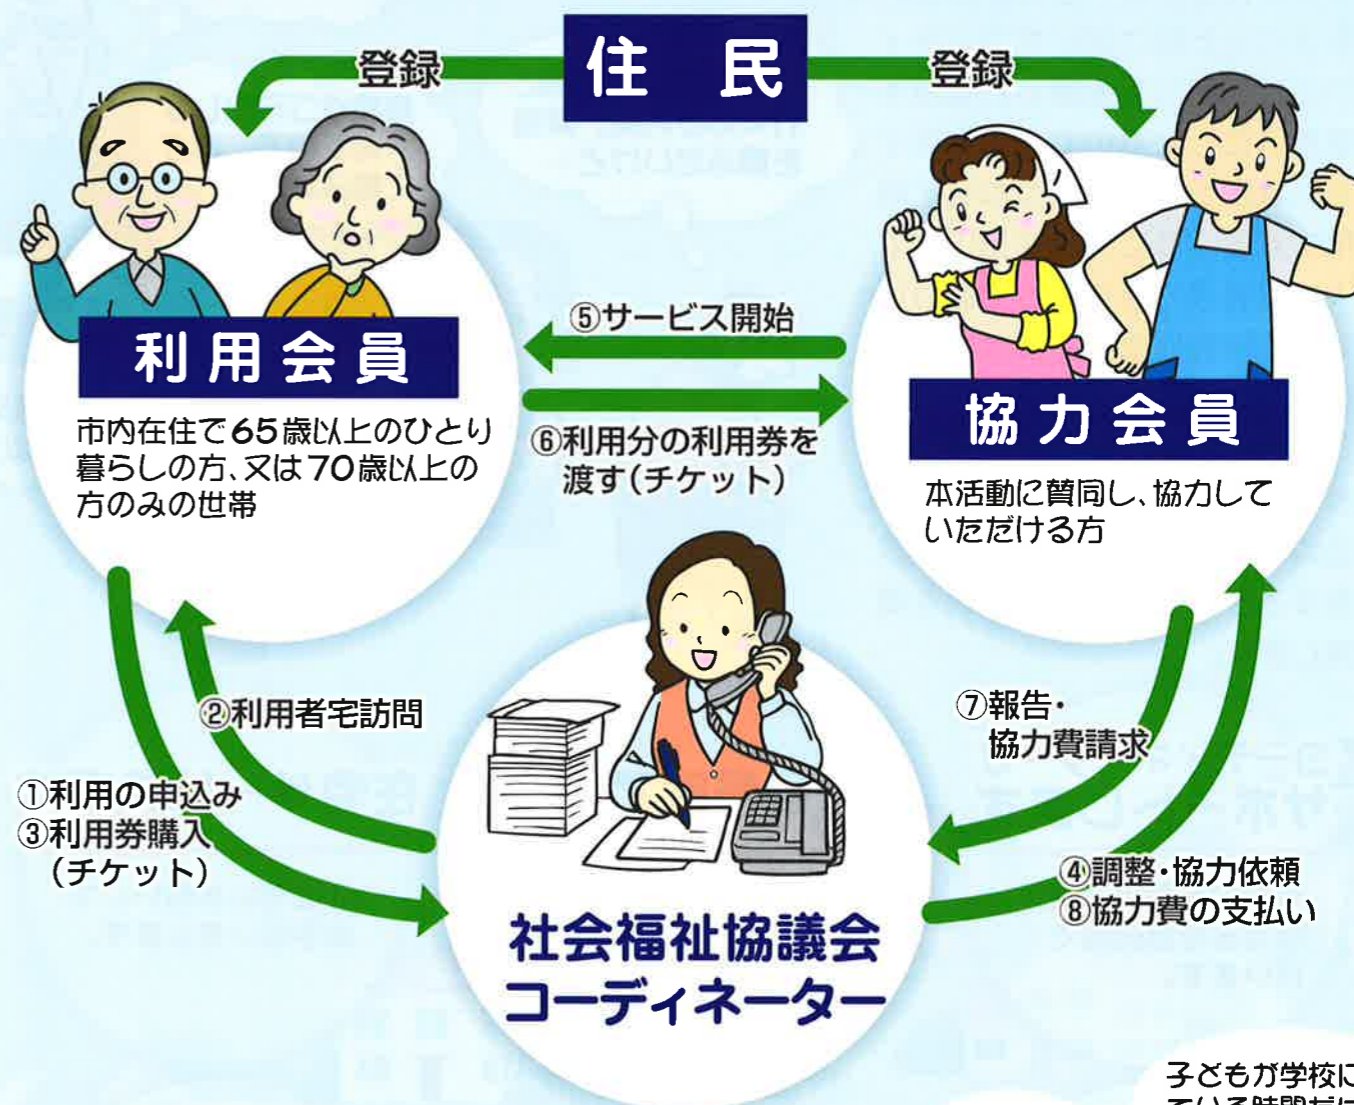 住 民
登録
登録
利用会員
市内在住で65歳以上のひとり
暮らしの方、又は70歳以上の
方のみの世帯
⑤サービス開始
⑥利用分の利用券を
渡す(チケット)
協力会員
本活動に賛同し、協力して
いただける方
②利用者宅訪問
①利用の申込み
③利用券購入
(チケット)
⑦報告・
協力費請求
④調整・協力依頼
⑧協力費の支払い
社会福祉協議会
コーディネーター
子どもが学校に